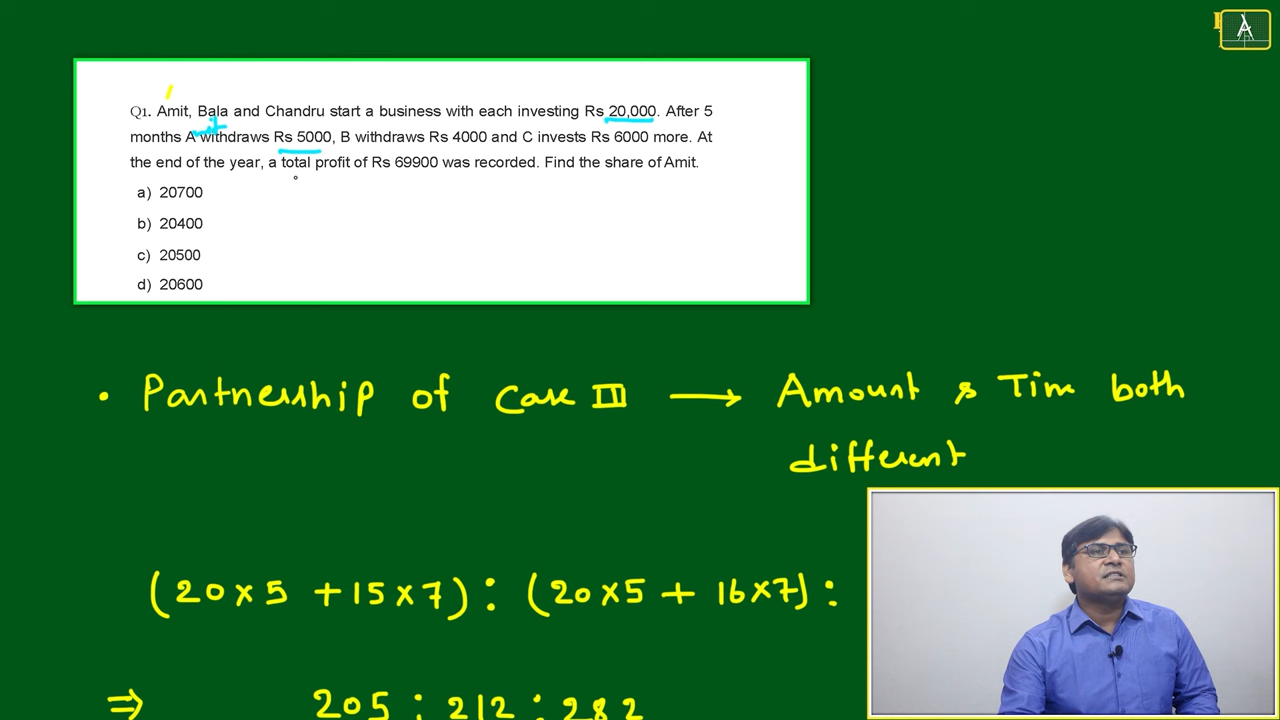 Q1. Amit, Bala and Chandru start a business with each investing Rs 20,000. After 5
months A withdraws Rs 5000, B withdraws Rs 4000 and C invests Rs 6000 more. At
the end of the year, a total profit of Rs 69900 was recorded. Find the share of Amit.
a) 20700
b) 20400
c) 20500
d) 20600
• Partnership of Case III → Amount & Tim both
different
(20×5 + 15×7) : (20×5 + 16×7) :
⇒ 205 : 212 : 282